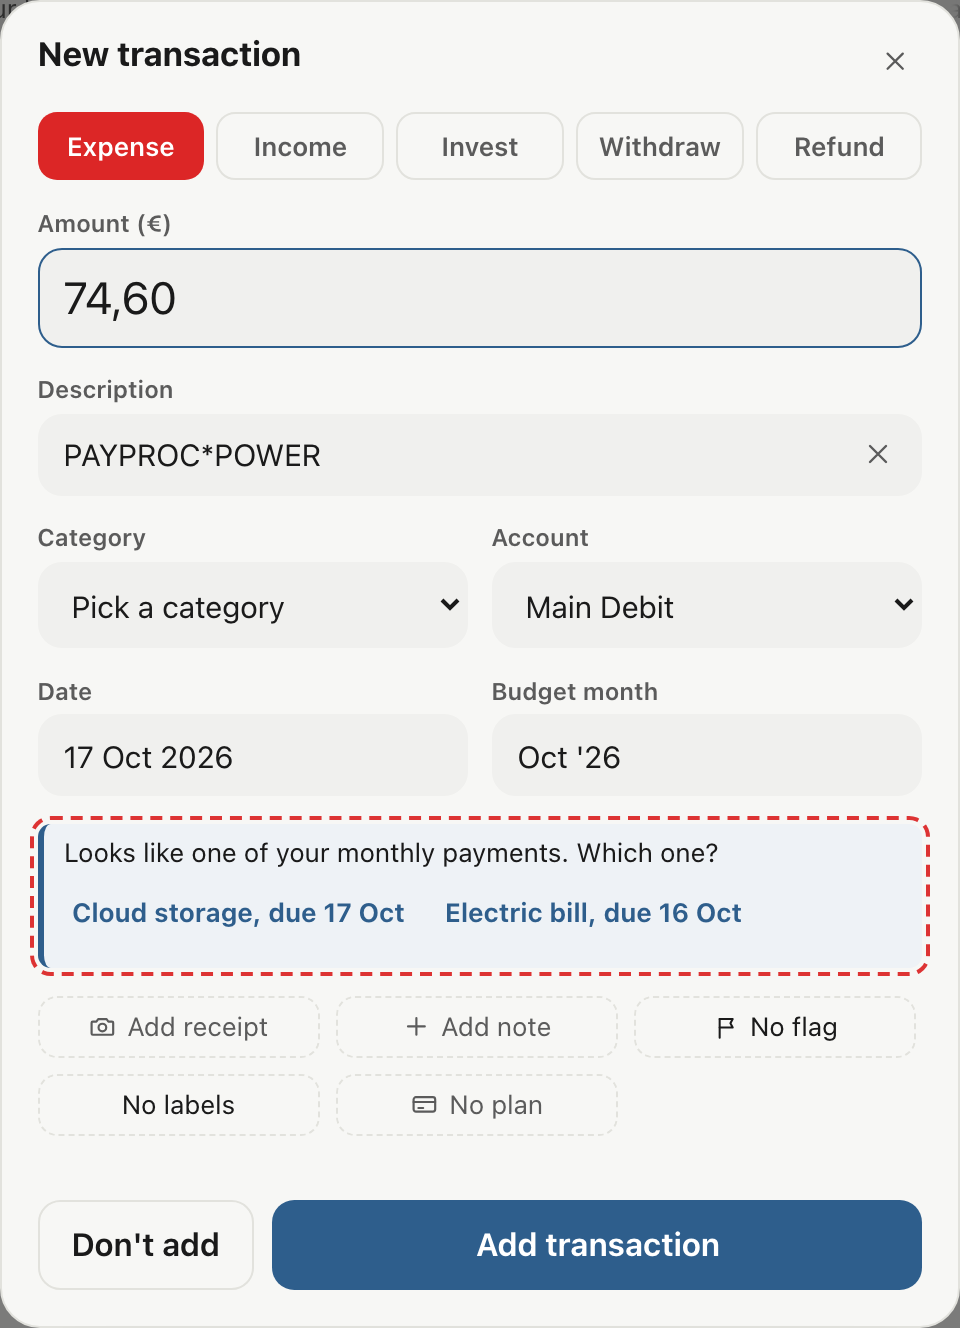 New transaction
Expense
Income
Invest
Withdraw
Refund
Amount (€)
74,60
Description
PAYPROC*POWER
Category
Account
Pick a category
Main Debit
Date
Budget month
17 Oct 2026
Oct '26
Looks like one of your monthly payments. Which one?
Cloud storage, due 17 Oct
Electric bill, due 16 Oct
Add receipt
Add note
No flag
No labels
No plan
Don't add
Add transaction